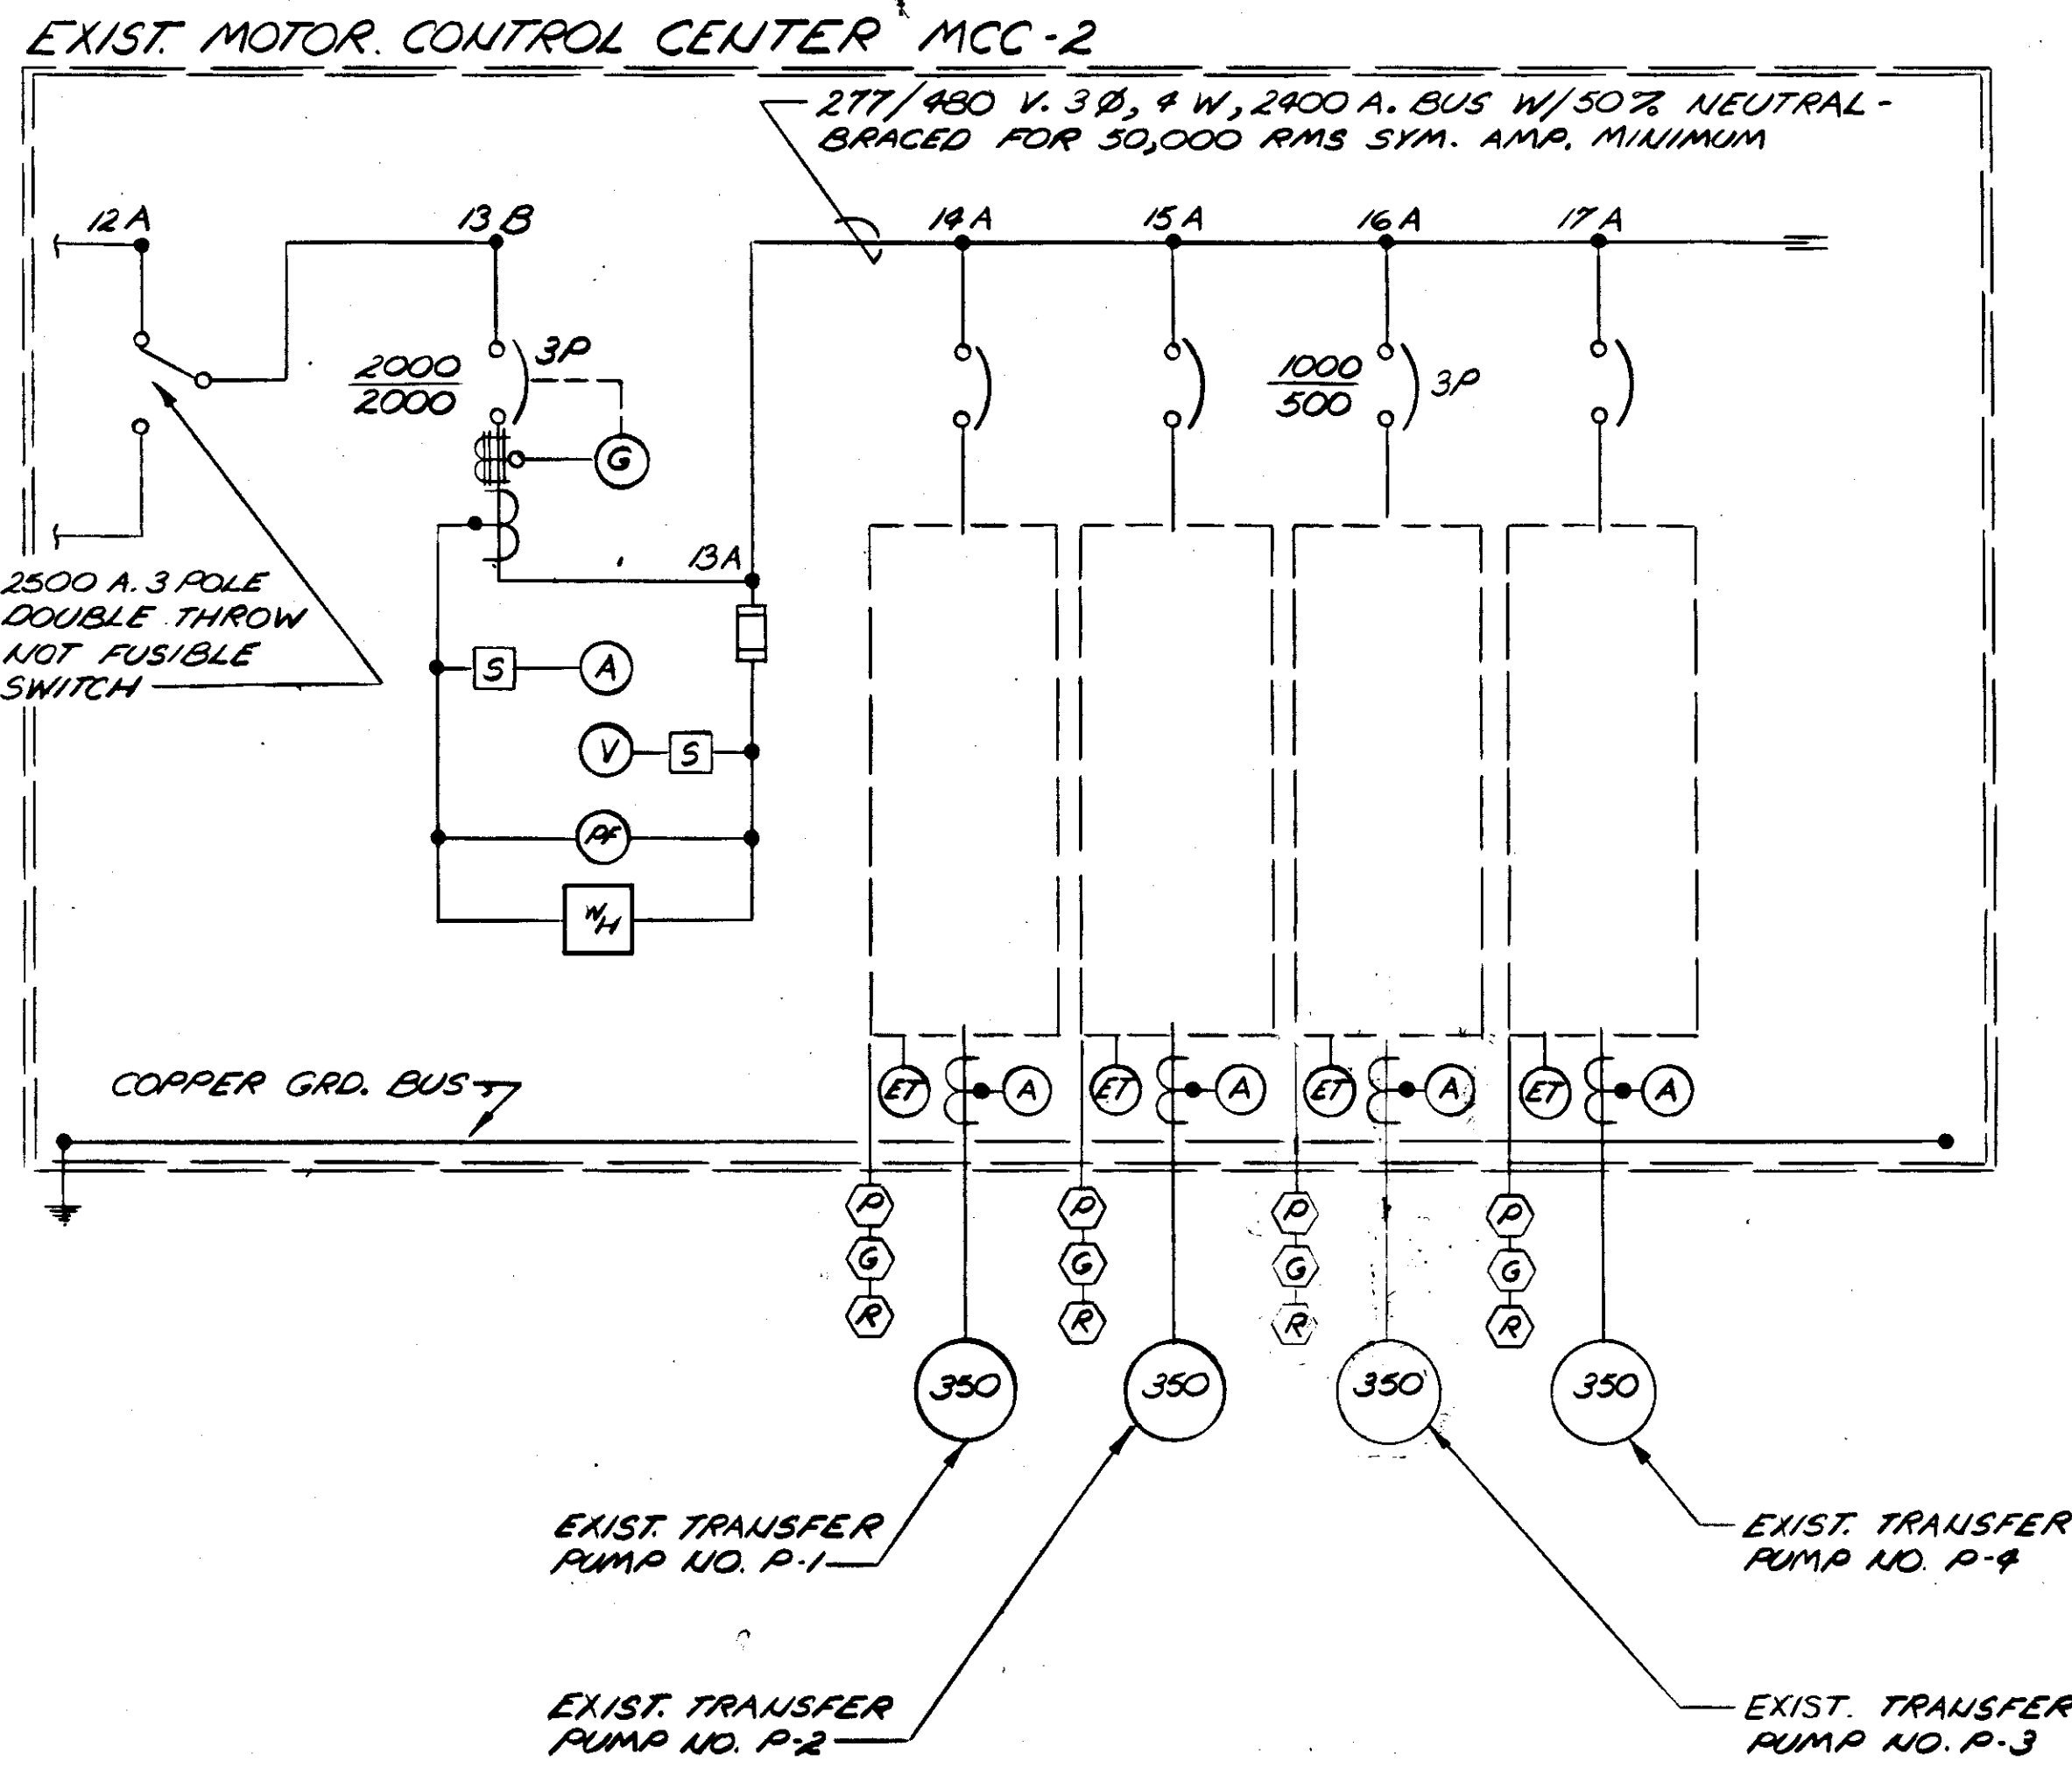 EXIST. MOTOR. CONTROL CENTER MCC-2
277/480 V. 3Ø, 4 W, 2400 A. BUS W/50% NEUTRAL-
BRACED FOR 50,000 RMS SYM. AMP. MINIMUM
12A
13B
14A
15A
16A
17A
2000
2000
3P
1000
500
3P
G
13A
2500 A. 3 POLE
DOUBLE THROW
NOT FUSIBLE
SWITCH
S
A
V
S
PF
WH
COPPER GRD. BUS
ET
A
ET
A
ET
A
ET
A
P
P
P
P
G
G
G
G
R
R
R
R
350
350
350
350
EXIST. TRANSFER
PUMP NO. P-1
EXIST. TRANSFER
PUMP NO. P-4
EXIST. TRANSFER
PUMP NO. P-2
EXIST. TRANSFER
PUMP NO. P-3